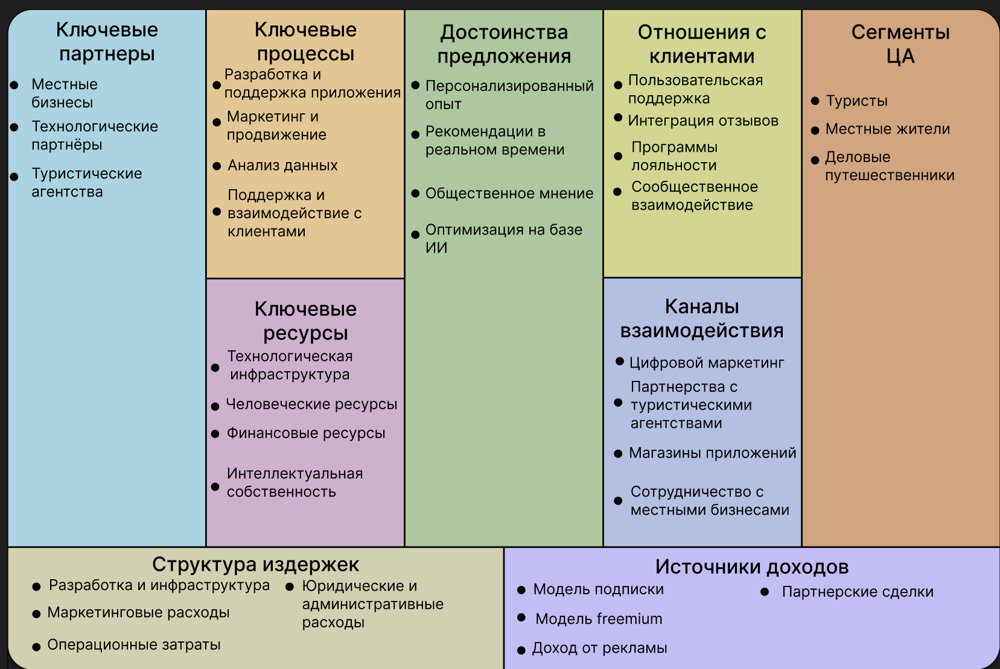 Ключевые
партнеры
Местные
бизнесы
Технологические
партнёры
Туристические
агентства
Ключевые
процессы
Разработка и
поддержка приложения
Маркетинг и
продвижение
Анализ данных
Поддержка и
взаимодействие с
клиентами
Ключевые
ресурсы
Технологическая
инфраструктура
Человеческие ресурсы
Финансовые ресурсы
Интеллектуальная
собственность
Достоинства
предложения
Персонализированный
опыт
Рекомендации в
реальном времени
Общественное мнение
Оптимизация на базе
ИИ
Отношения с
клиентами
Пользовательская
поддержка
Интеграция отзывов
Программы
лояльности
Сообщественное
взаимодействие
Каналы
взаимодействия
Цифровой маркетинг
Партнерства с
туристическими
агентствами
Магазины приложений
Сотрудничество с
местными бизнесами
Сегменты
ЦА
Туристы
Местные жители
Деловые
путешественники
Структура издержек
Разработка и инфраструктура
Маркетинговые расходы
Операционные затраты
Юридические и
административные
расходы
Источники доходов
Модель подписки
Модель freemium
Доход от рекламы
Партнерские сделки